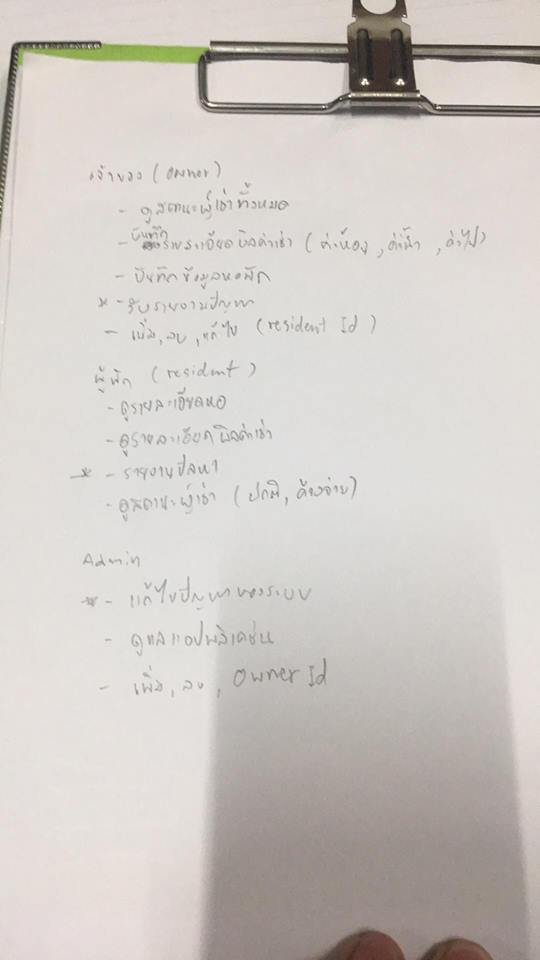 เจ้าของ (owner)
- ดูสถานะผู้เช่าทั้งหมด
- บันทึกรายละเอียดบิลค่าเช่า (ค่าห้อง, ค่าน้ำ, ค่าไฟ)
- บันทึกข้อมูลหอพัก
* - รับรายงานปัญหา
- เพิ่ม, ลบ, แก้ไข (resident Id)
ผู้พัก (resident)
- ดูรายละเอียดหอ
- ดูรายละเอียดบิลค่าเช่า
* - รายงานปัญหา
- ดูสถานะผู้เช่า (ปกติ, ค้างจ่าย)
Admin
* - แก้ไขปัญหาของระบบ
- ดูแลแอปพลิเคชั่น
- เพิ่ม, ลบ, Owner Id